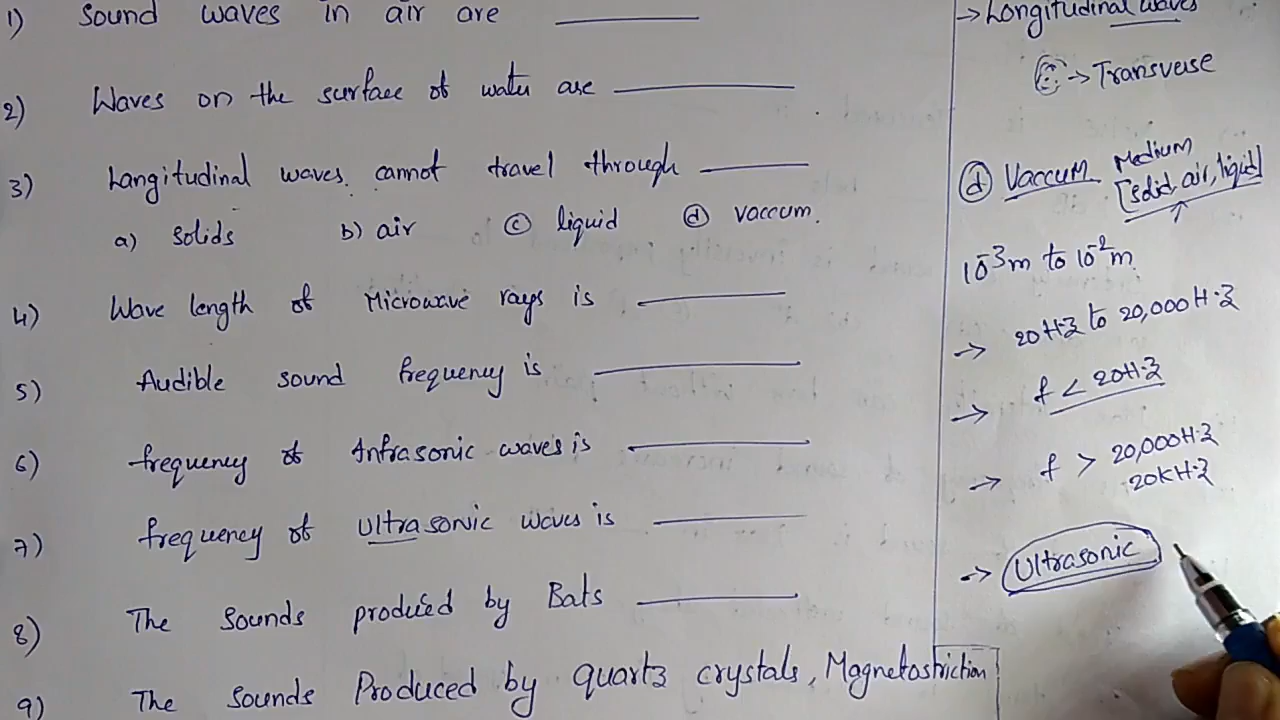 1) Sound waves in air are ________ → Longitudinal waves
2) Waves on the surface of water are ________ → Transverse
3) Longitudinal waves cannot travel through ________ ⓓ Vaccum Medium
[solid, air, liquid]
a) solids b) air ⓒ liquid ⓓ vaccum.
4) Wave length of Microwave rays is ________ 10⁻³m to 10⁻²m
5) Audible sound frequency is ________ → 20H.Z to 20,000H.Z
6) frequency of Infrasonic waves is ________ → f < 20H.Z
7) frequency of Ultrasonic waves is ________ → f > 20,000H.Z
20KH.Z
8) The Sounds produced by Bats ________ → Ultrasonic
9) The Sounds Produced by quartz crystals, Magnetostriction